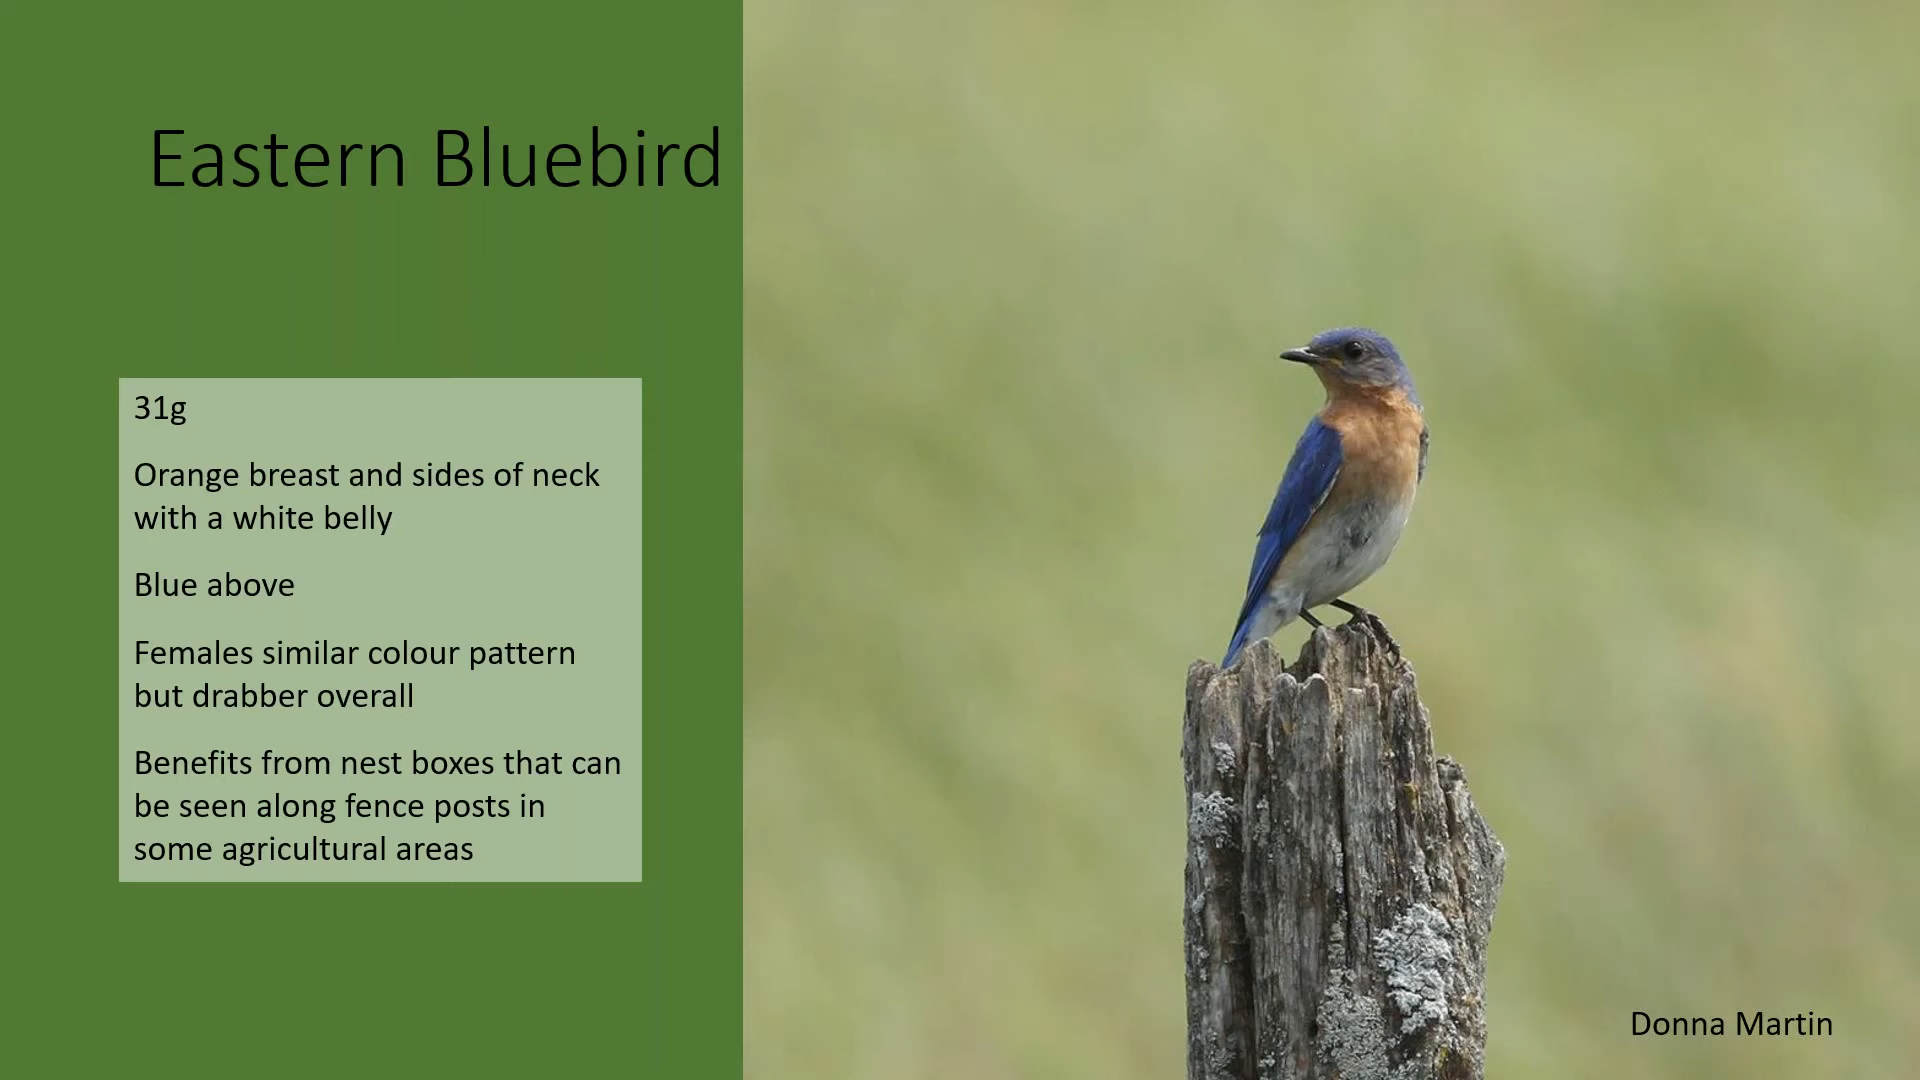 Eastern Bluebird
31g
Orange breast and sides of neck
with a white belly
Blue above
Females similar colour pattern
but drabber overall
Benefits from nest boxes that can
be seen along fence posts in
some agricultural areas
Donna Martin